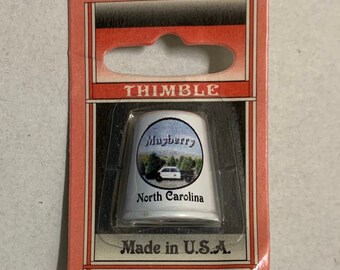 THIMBLE
Mayberry
North Carolina
Made in U.S.A.